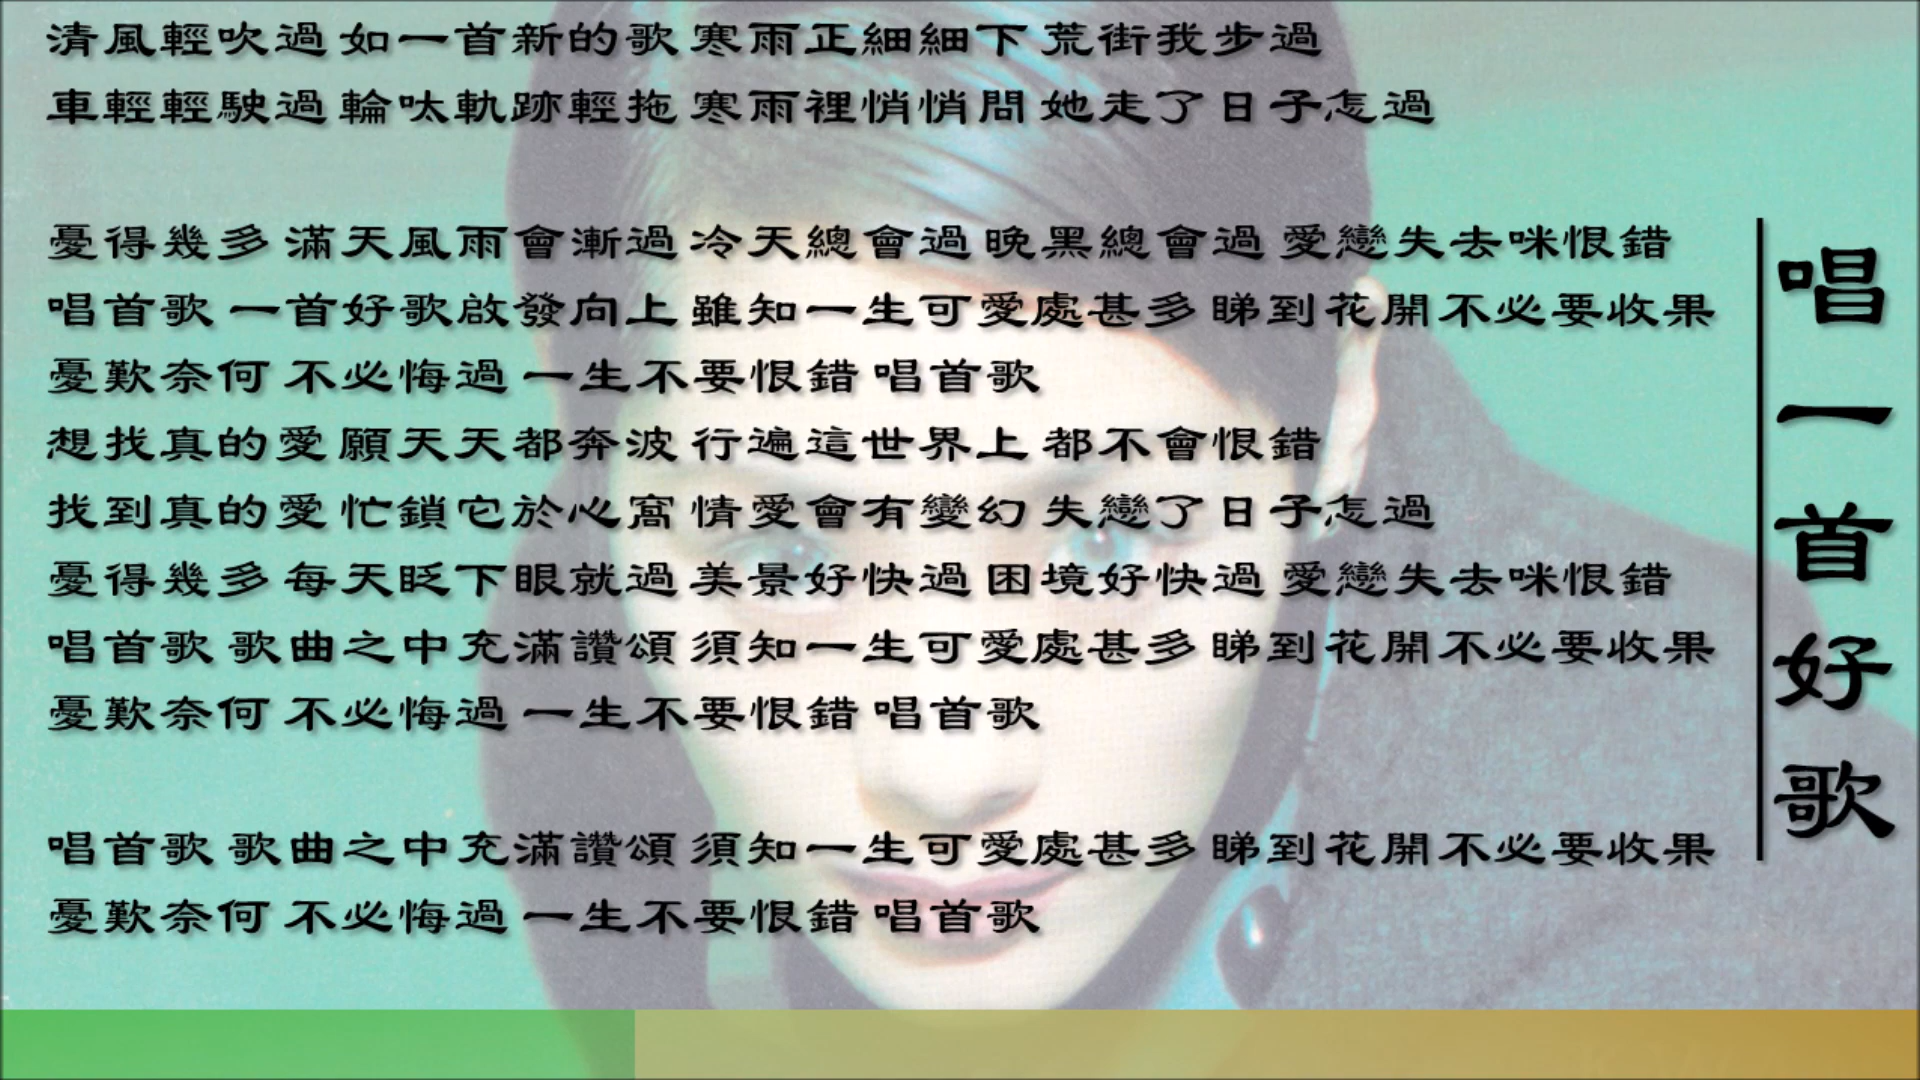 清風輕吹過 如一首新的歌 寒雨正細細下 荒街我步過
車輕輕駛過 輪呔軌跡輕拖 寒雨裡悄悄問 她走了日子怎過
憂得幾多 滿天風雨會漸過 冷天總會過 晚黑總會過 愛戀失去咪恨錯
唱首歌 一首好歌啟發向上 雖知一生可愛處甚多 睇到花開不必要收果
憂歎奈何 不必悔過 一生不要恨錯 唱首歌
想找真的愛 願天天都奔波 行遍這世界上 都不會恨錯
找到真的愛 忙鎖它於心窩 情愛會有變幻 失戀了日子怎過
憂得幾多 每天眨下眼就過 美景好快過 困境好快過 愛戀失去咪恨錯
唱首歌 歌曲之中充滿讚頌 須知一生可愛處甚多 睇到花開不必要收果
憂歎奈何 不必悔過 一生不要恨錯 唱首歌
唱首歌 歌曲之中充滿讚頌 須知一生可愛處甚多 睇到花開不必要收果
憂歎奈何 不必悔過 一生不要恨錯 唱首歌
唱一首好歌